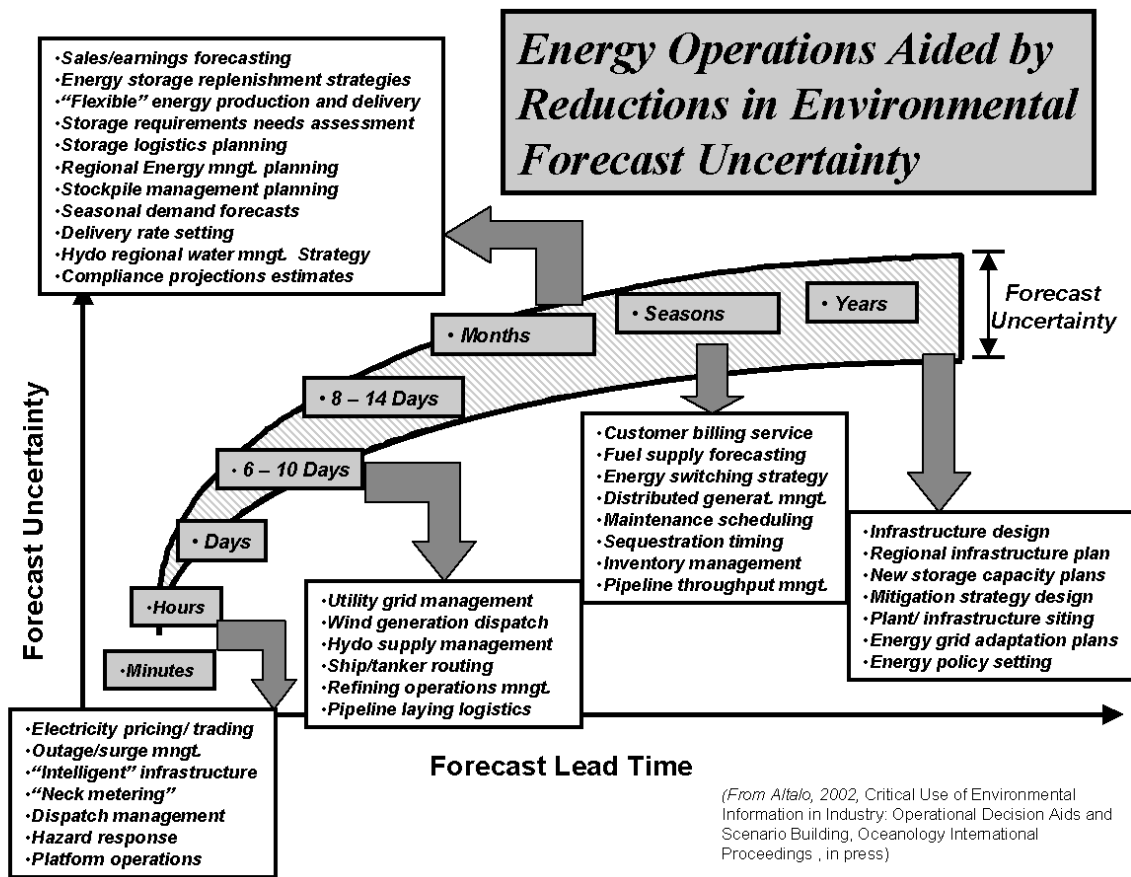 Energy Operations Aided by
Reductions in Environmental
Forecast Uncertainty
•Sales/earnings forecasting
•Energy storage replenishment strategies
•“Flexible” energy production and delivery
•Storage requirements needs assessment
•Storage logistics planning
•Regional Energy mngt. planning
•Stockpile management planning
•Seasonal demand forecasts
•Delivery rate setting
•Hydo regional water mngt. Strategy
•Compliance projections estimates
Forecast
Uncertainty
• Years
• Seasons
• Months
• 8 – 14 Days
• 6 – 10 Days
• Days
•Hours
•Minutes
Forecast Uncertainty
•Customer billing service
•Fuel supply forecasting
•Energy switching strategy
•Distributed generat. mngt.
•Maintenance scheduling
•Sequestration timing
•Inventory management
•Pipeline throughput mngt.
•Infrastructure design
•Regional infrastructure plan
•New storage capacity plans
•Mitigation strategy design
•Plant/ infrastructure siting
•Energy grid adaptation plans
•Energy policy setting
•Utility grid management
•Wind generation dispatch
•Hydo supply management
•Ship/tanker routing
•Refining operations mngt.
•Pipeline laying logistics
•Electricity pricing/ trading
•Outage/surge mngt.
•“Intelligent” infrastructure
•“Neck metering”
•Dispatch management
•Hazard response
•Platform operations
Forecast Lead Time
(From Altalo, 2002, Critical Use of Environmental
Information in Industry: Operational Decision Aids and
Scenario Building, Oceanology International
Proceedings , in press)